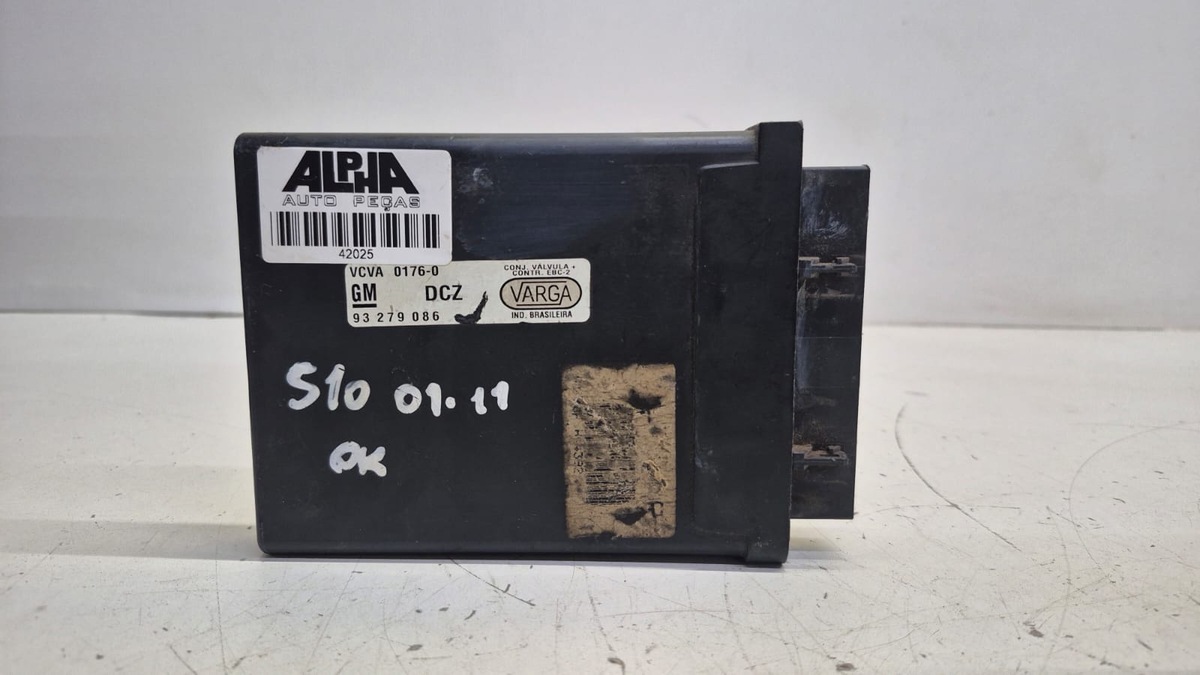 ALPHA
AUTO PEÇAS
42025
VCVA 0176-0
CONJ. VÁLVULA +
CONTR. EBC-2
GM
DCZ
VARGA
93 279 086
IND. BRASILEIRA
S10 01.11
OK